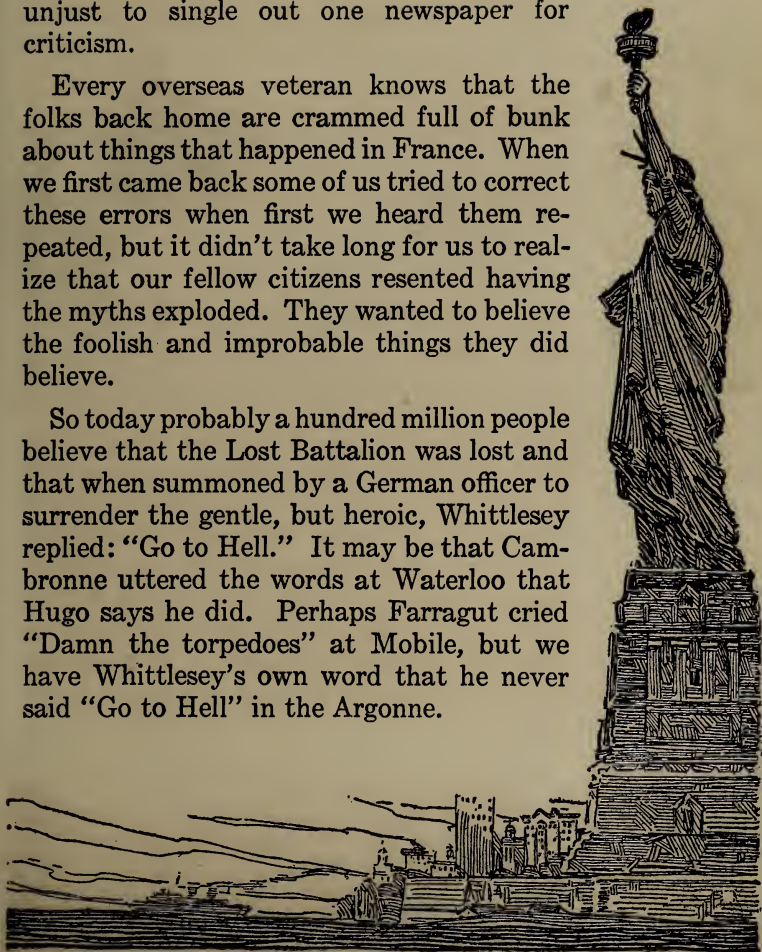 unjust to single out one newspaper for
criticism.
Every overseas veteran knows that the
folks back home are crammed full of bunk
about things that happened in France. When
we first came back some of us tried to correct
these errors when first we heard them re-
peated, but it didn't take long for us to real-
ize that our fellow citizens resented having
the myths exploded. They wanted to believe
the foolish and improbable things they did
believe.
So today probably a hundred million people
believe that the Lost Battalion was lost and
that when summoned by a German officer to
surrender the gentle, but heroic, Whittlesey
replied: “Go to Hell.” It may be that Cam-
bronne uttered the words at Waterloo that
Hugo says he did. Perhaps Farragut cried
“Damn the torpedoes” at Mobile, but we
have Whittlesey's own word that he never
said “Go to Hell” in the Argonne.